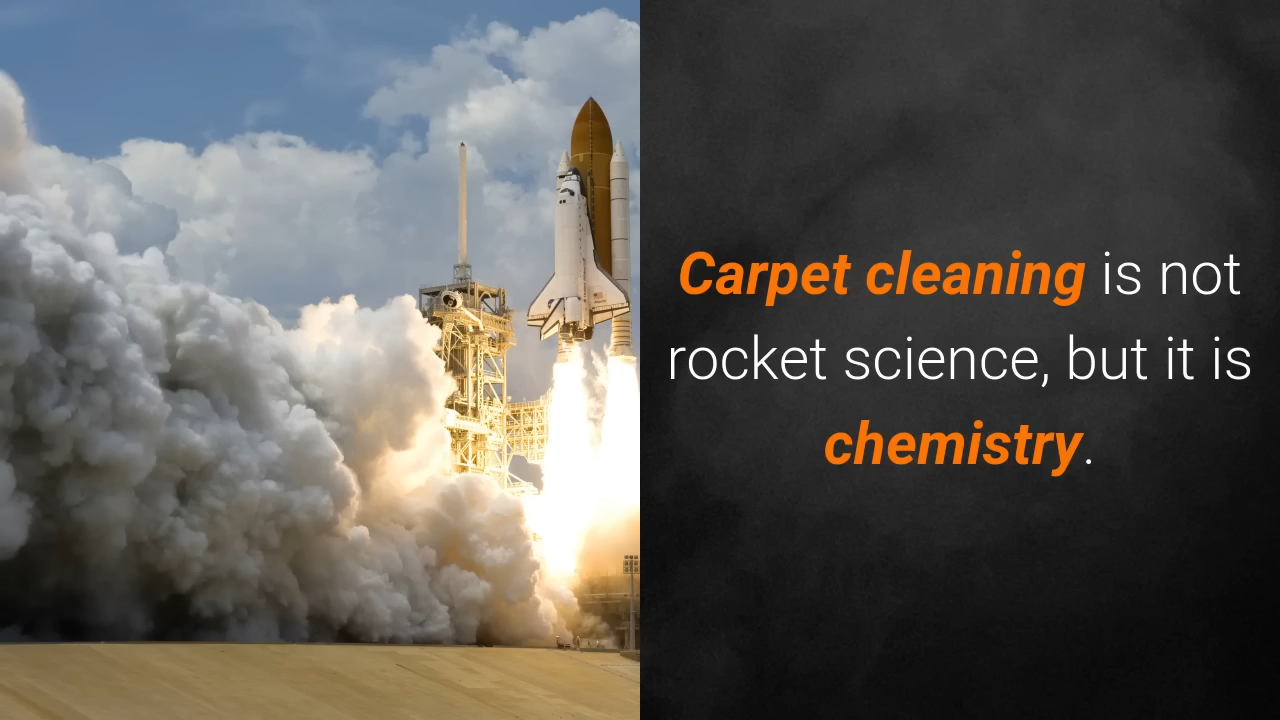 Carpet cleaning is not
rocket science, but it is
chemistry.